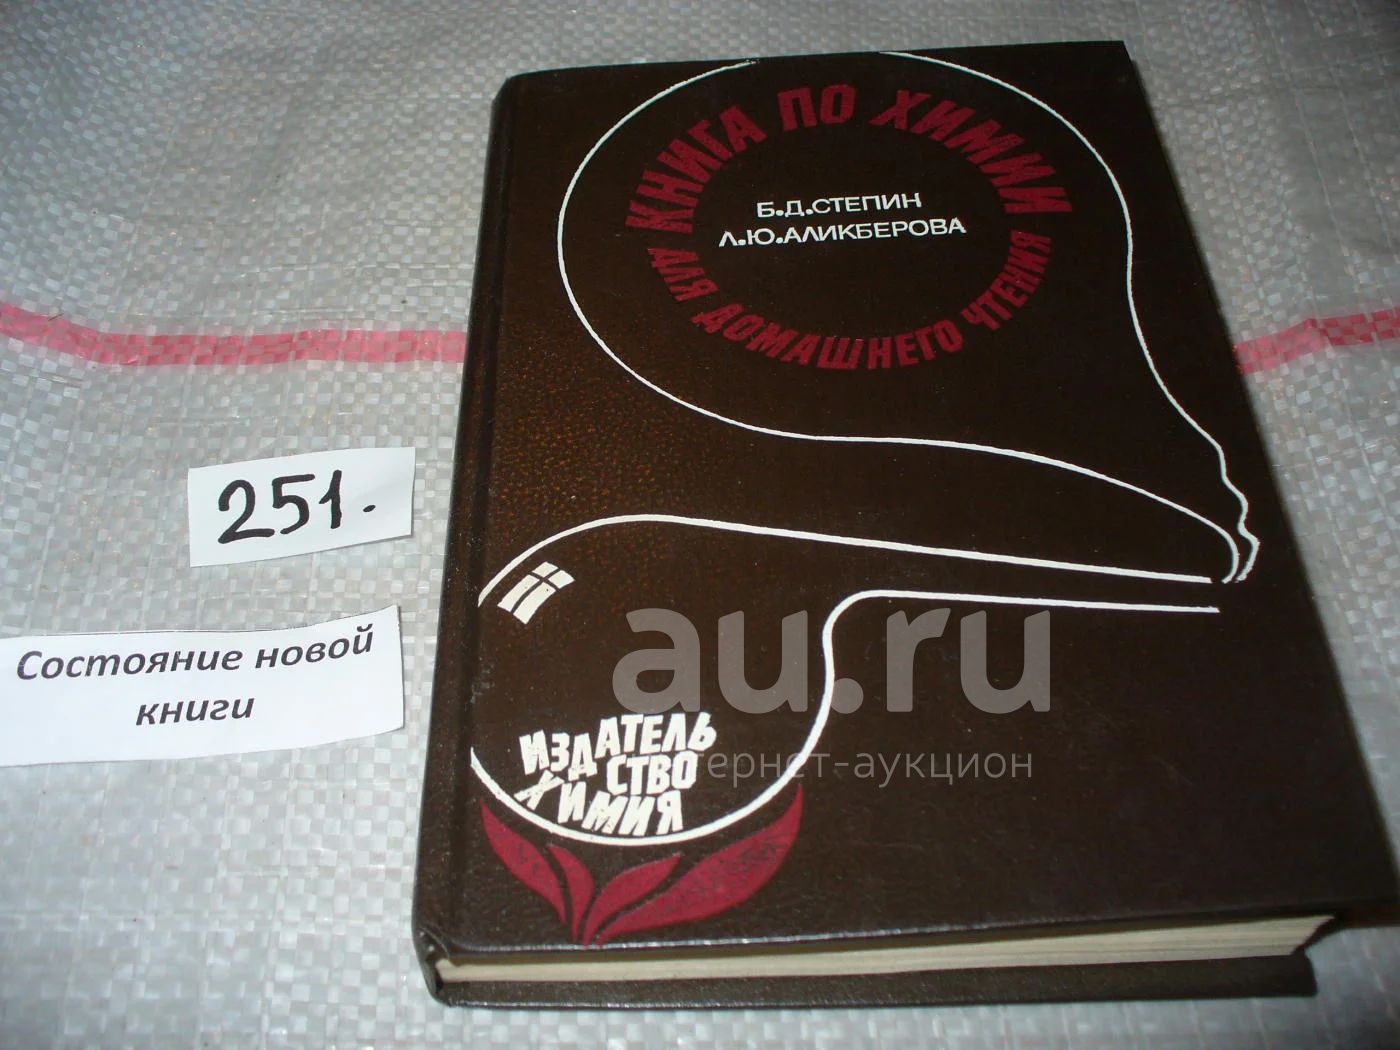 КНИГА ПО ХИМИИ
ДЛЯ ДОМАШНЕГО ЧТЕНИЯ
Б.Д.СТЕПИН
Л.Ю.АЛИКБЕРОВА
251.
Состояние новой
книги
au.ru
тернет-аукцион
ИЗДАТЕЛЬ
СТВО
ХИМИЯ